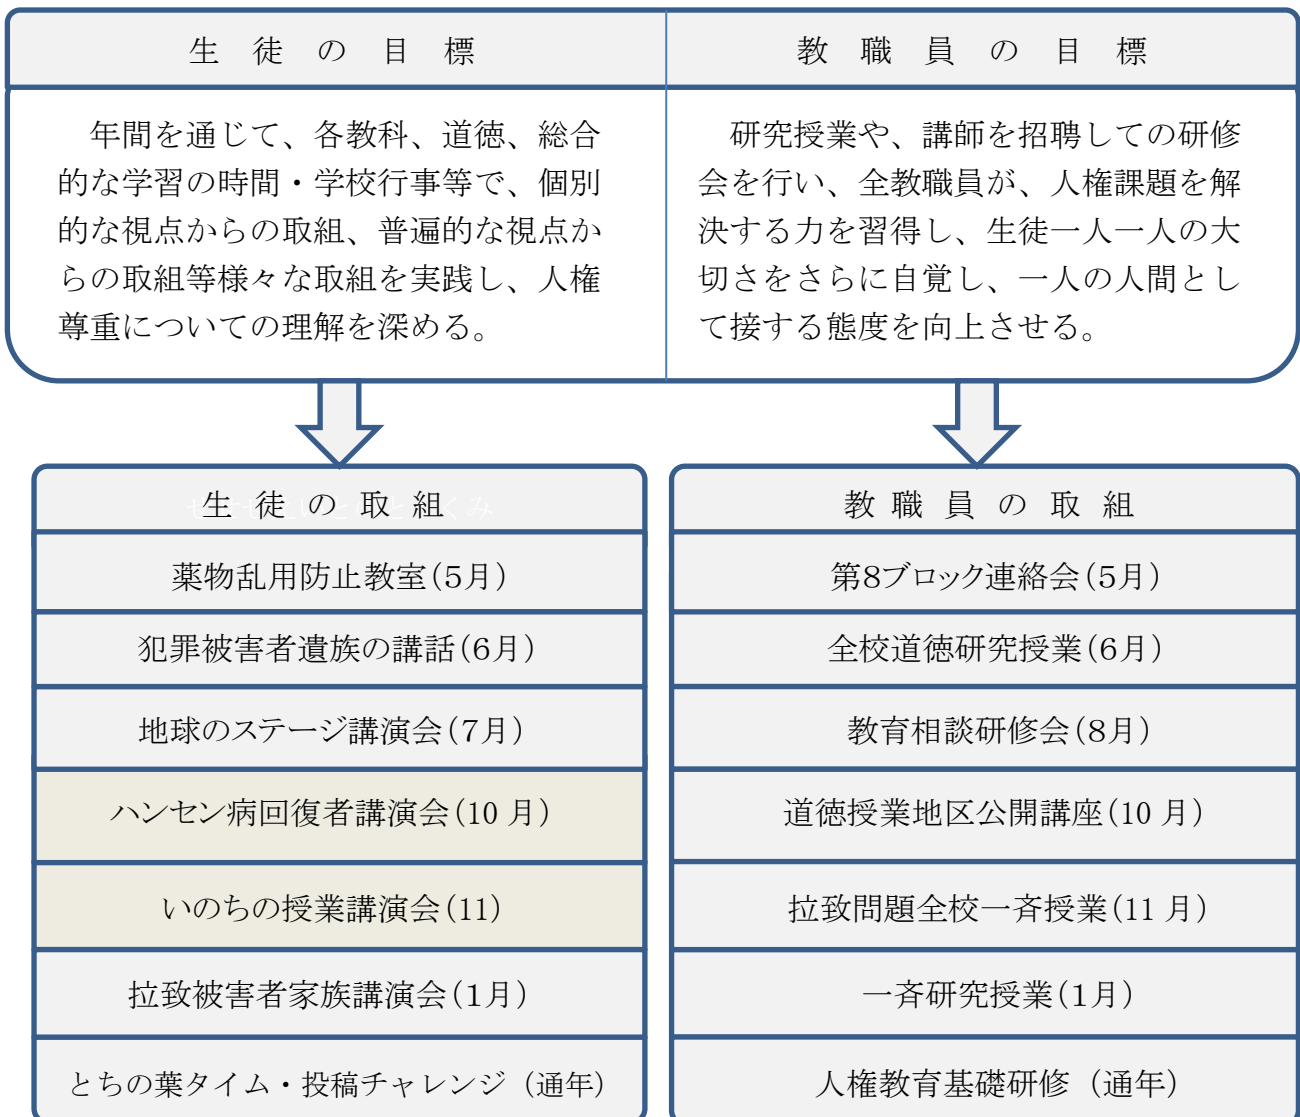 生徒の目標
年間を通じて、各教科、道徳、総合
的な学習の時間・学校行事等で、個別
的な視点からの取組、普遍的な視点か
らの取組等様々な取組を実践し、人権
尊重についての理解を深める。
教職員の目標
研究授業や、講師を招聘しての研修
会を行い、全教職員が、人権課題を解
決する力を習得し、生徒一人一人の大
切さをさらに自覚し、一人の人間とし
て接する態度を向上させる。
生徒の取組
薬物乱用防止教室(5月)
犯罪被害者遺族の講話(6月)
地球のステージ講演会(7月)
ハンセン病回復者講演会(10 月)
いのちの授業講演会(11)
拉致被害者家族講演会(1月)
とちの葉タイム・投稿チャレンジ (通年)
教職員の取組
第8ブロック連絡会(5月)
全校道徳研究授業(6月)
教育相談研修会(8月)
道徳授業地区公開講座(10 月)
拉致問題全校一斉授業(11 月)
一斉研究授業(1月)
人権教育基礎研修 (通年)